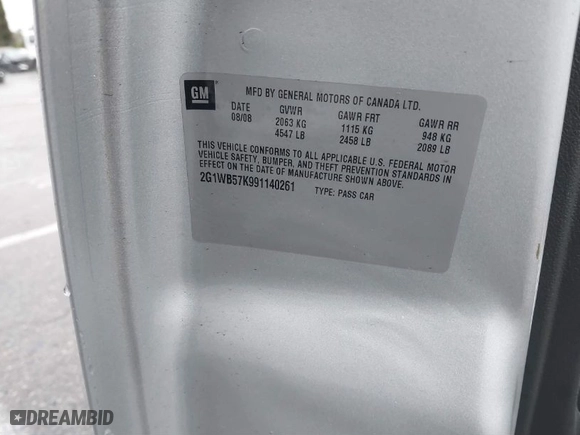 GM
MFD BY GENERAL MOTORS OF CANADA LTD.
DATE GVWR GAWR FRT GAWR RR
08/08 2063 KG 1115 KG 948 KG
4547 LB 2458 LB 2089 LB
THIS VEHICLE CONFORMS TO ALL APPLICABLE U.S. FEDERAL MOTOR
VEHICLE SAFETY, BUMPER, AND THEFT PREVENTION STANDARDS IN
EFFECT ON THE DATE OF MANUFACTURE SHOWN ABOVE.
2G1WB57K991140261 TYPE: PASS CAR
DREAMBID